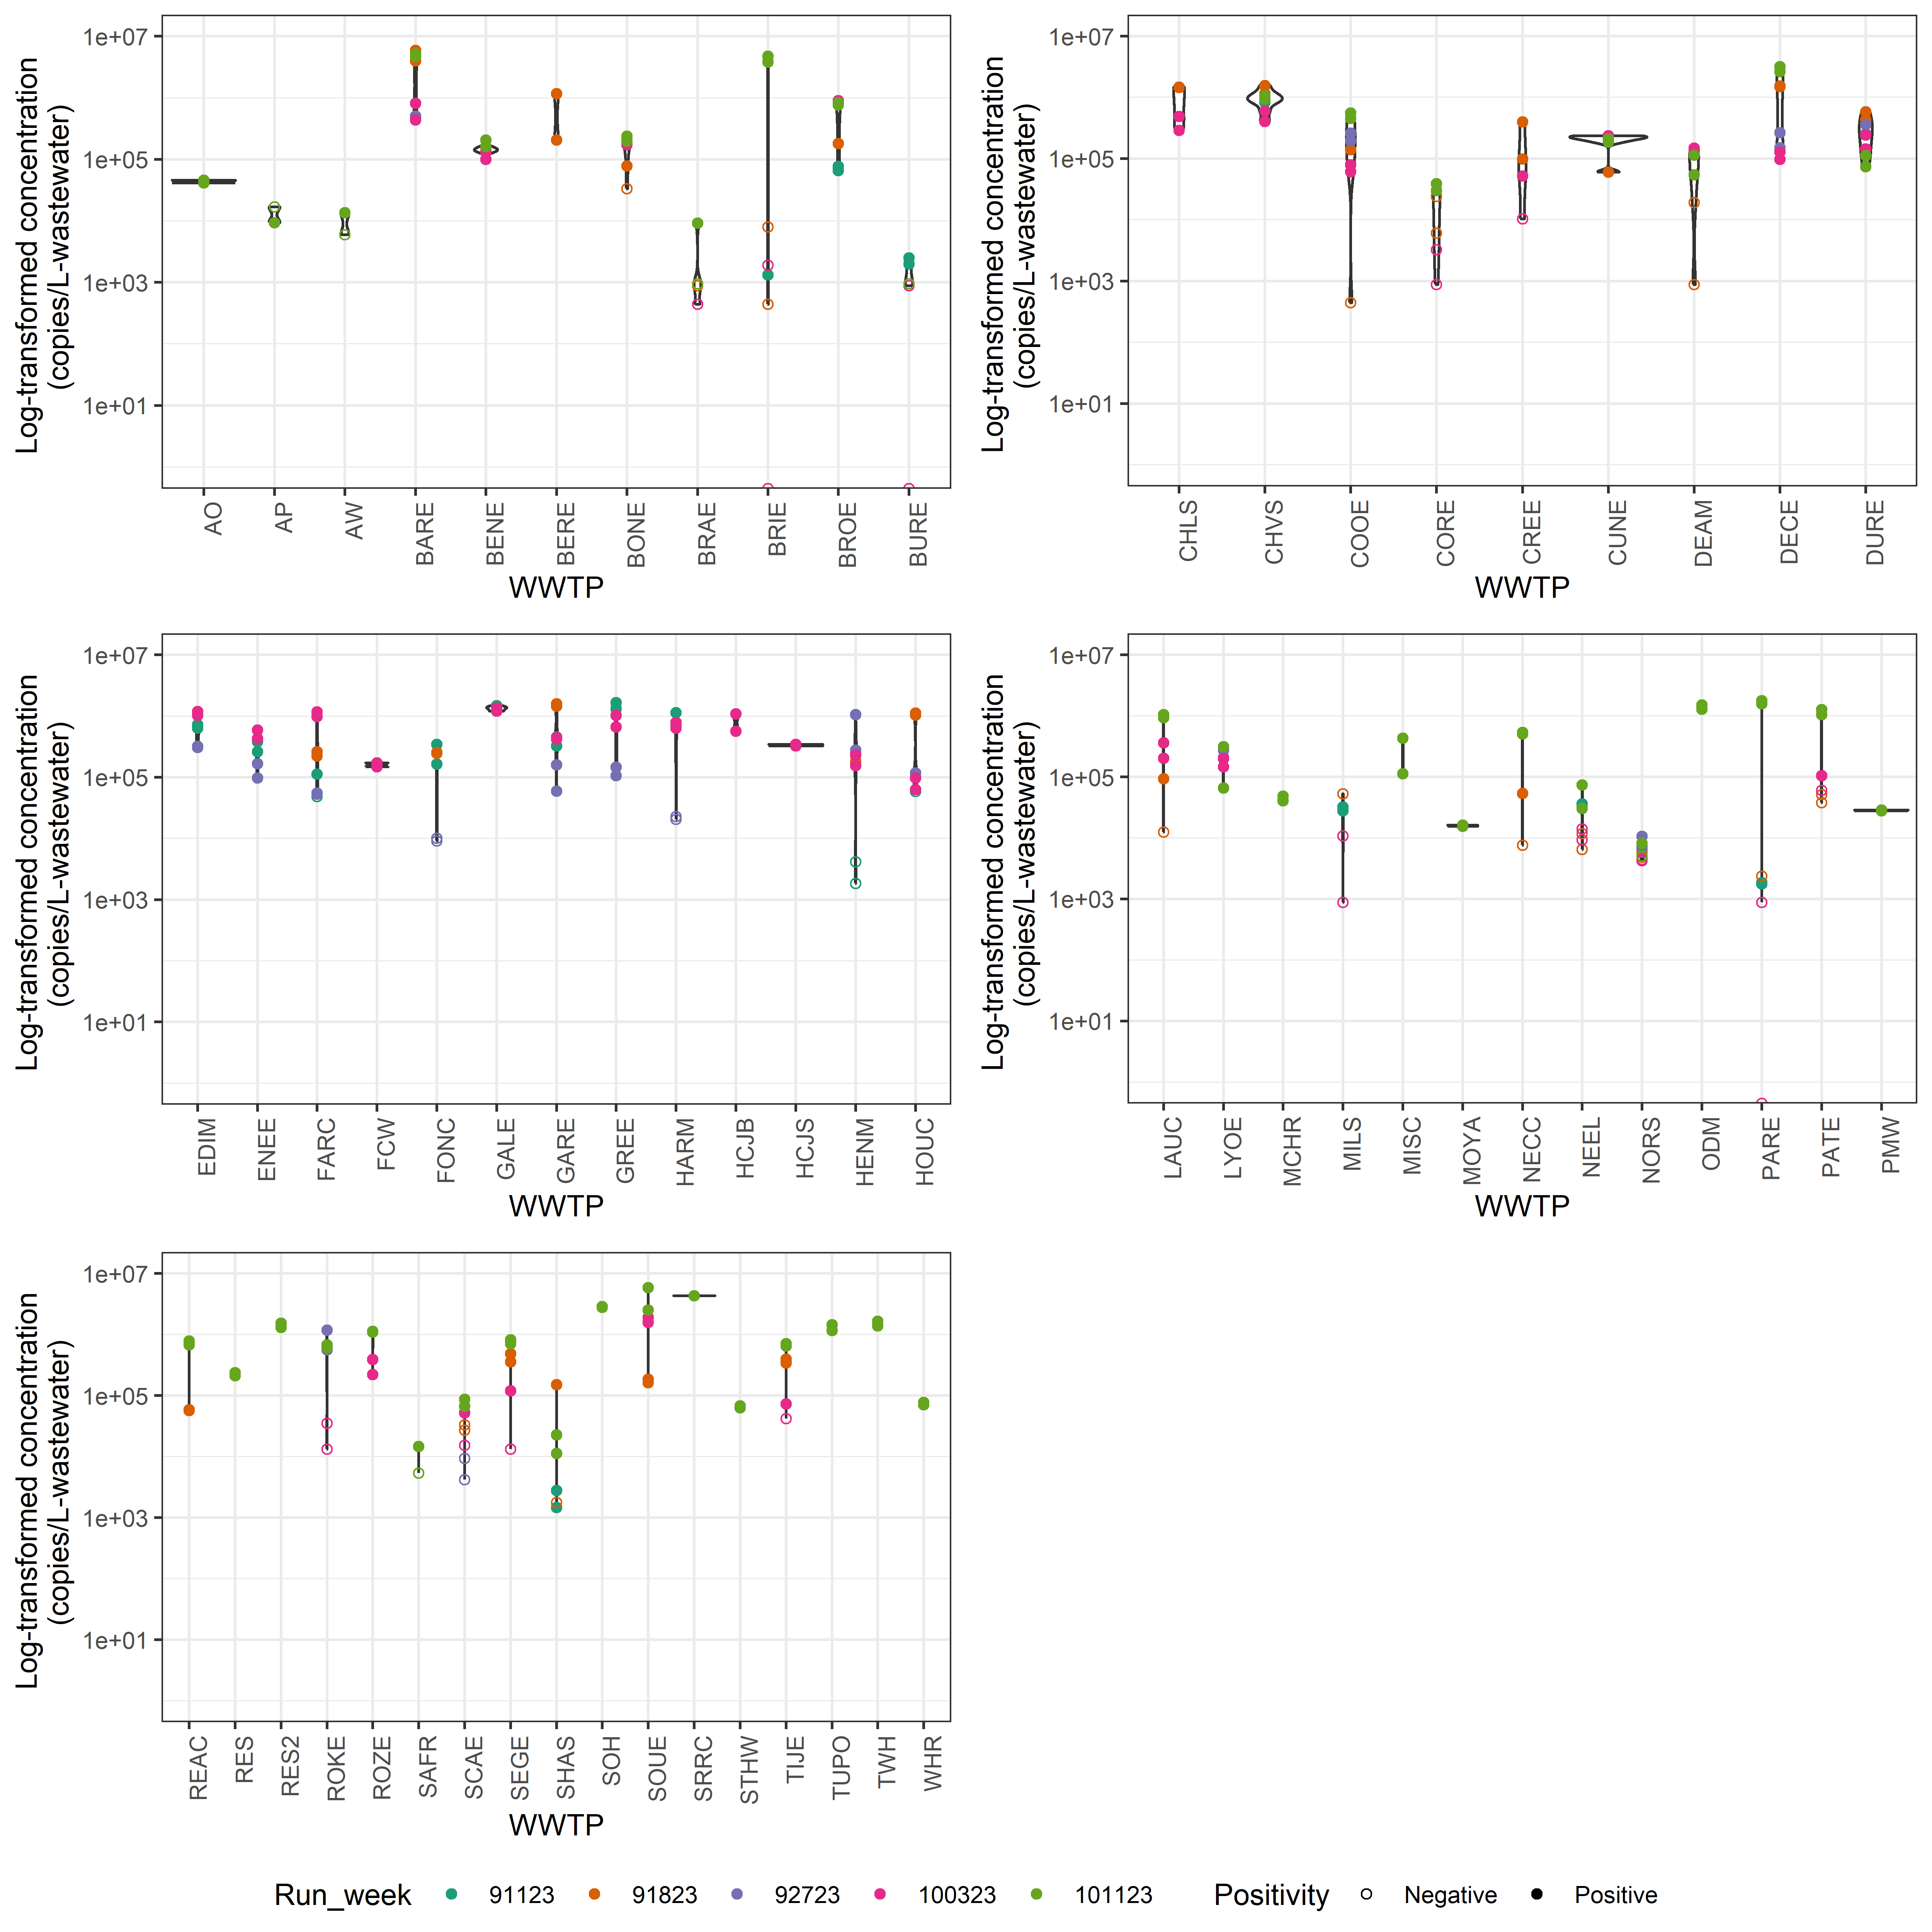 Log-transformed concentration
(copies/L-wastewater)
1e+07
1e+05
1e+03
1e+01
AO
AP
AW
BARE
BENE
BERE
BONE
BRAE
BRIE
BROE
BURE
WWTP
Log-transformed concentration
(copies/L-wastewater)
1e+07
1e+05
1e+03
1e+01
CHLS
CHVS
COOE
CORE
CREE
CUNE
DEAM
DECE
DURE
WWTP
Log-transformed concentration
(copies/L-wastewater)
1e+07
1e+05
1e+03
1e+01
EDIM
ENEE
FARC
FCW
FONC
GALE
GARE
GREE
HARM
HCJB
HCJS
HENM
HOUC
WWTP
Log-transformed concentration
(copies/L-wastewater)
1e+07
1e+05
1e+03
1e+01
LAUC
LYOE
MCHR
MILS
MISC
MOYA
NECC
NEEL
NORS
ODM
PARE
PATE
PMW
WWTP
Log-transformed concentration
(copies/L-wastewater)
1e+07
1e+05
1e+03
1e+01
REAC
RES
RES2
ROKE
ROZE
SAFR
SCAE
SEGE
SHAS
SOH
SOUE
SRRC
STHW
TIJE
TUPO
TWH
WHR
WWTP
Run_week 91123 91823 92723 100323 101123 Positivity Negative Positive